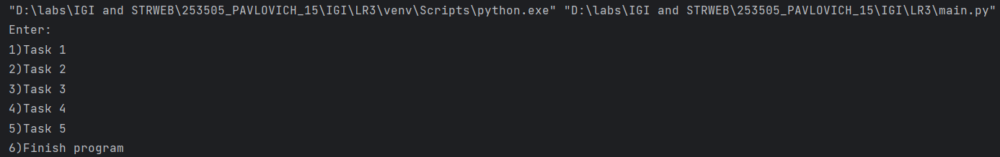 "D:\labs\IGI and STRWEB\253505_PAVLOVICH_15\IGI\LR3\venv\Scripts\python.exe" "D:\labs\IGI and STRWEB\253505_PAVLOVICH_15\IGI\LR3\main.py"
Enter:
1)Task 1
2)Task 2
3)Task 3
4)Task 4
5)Task 5
6)Finish program